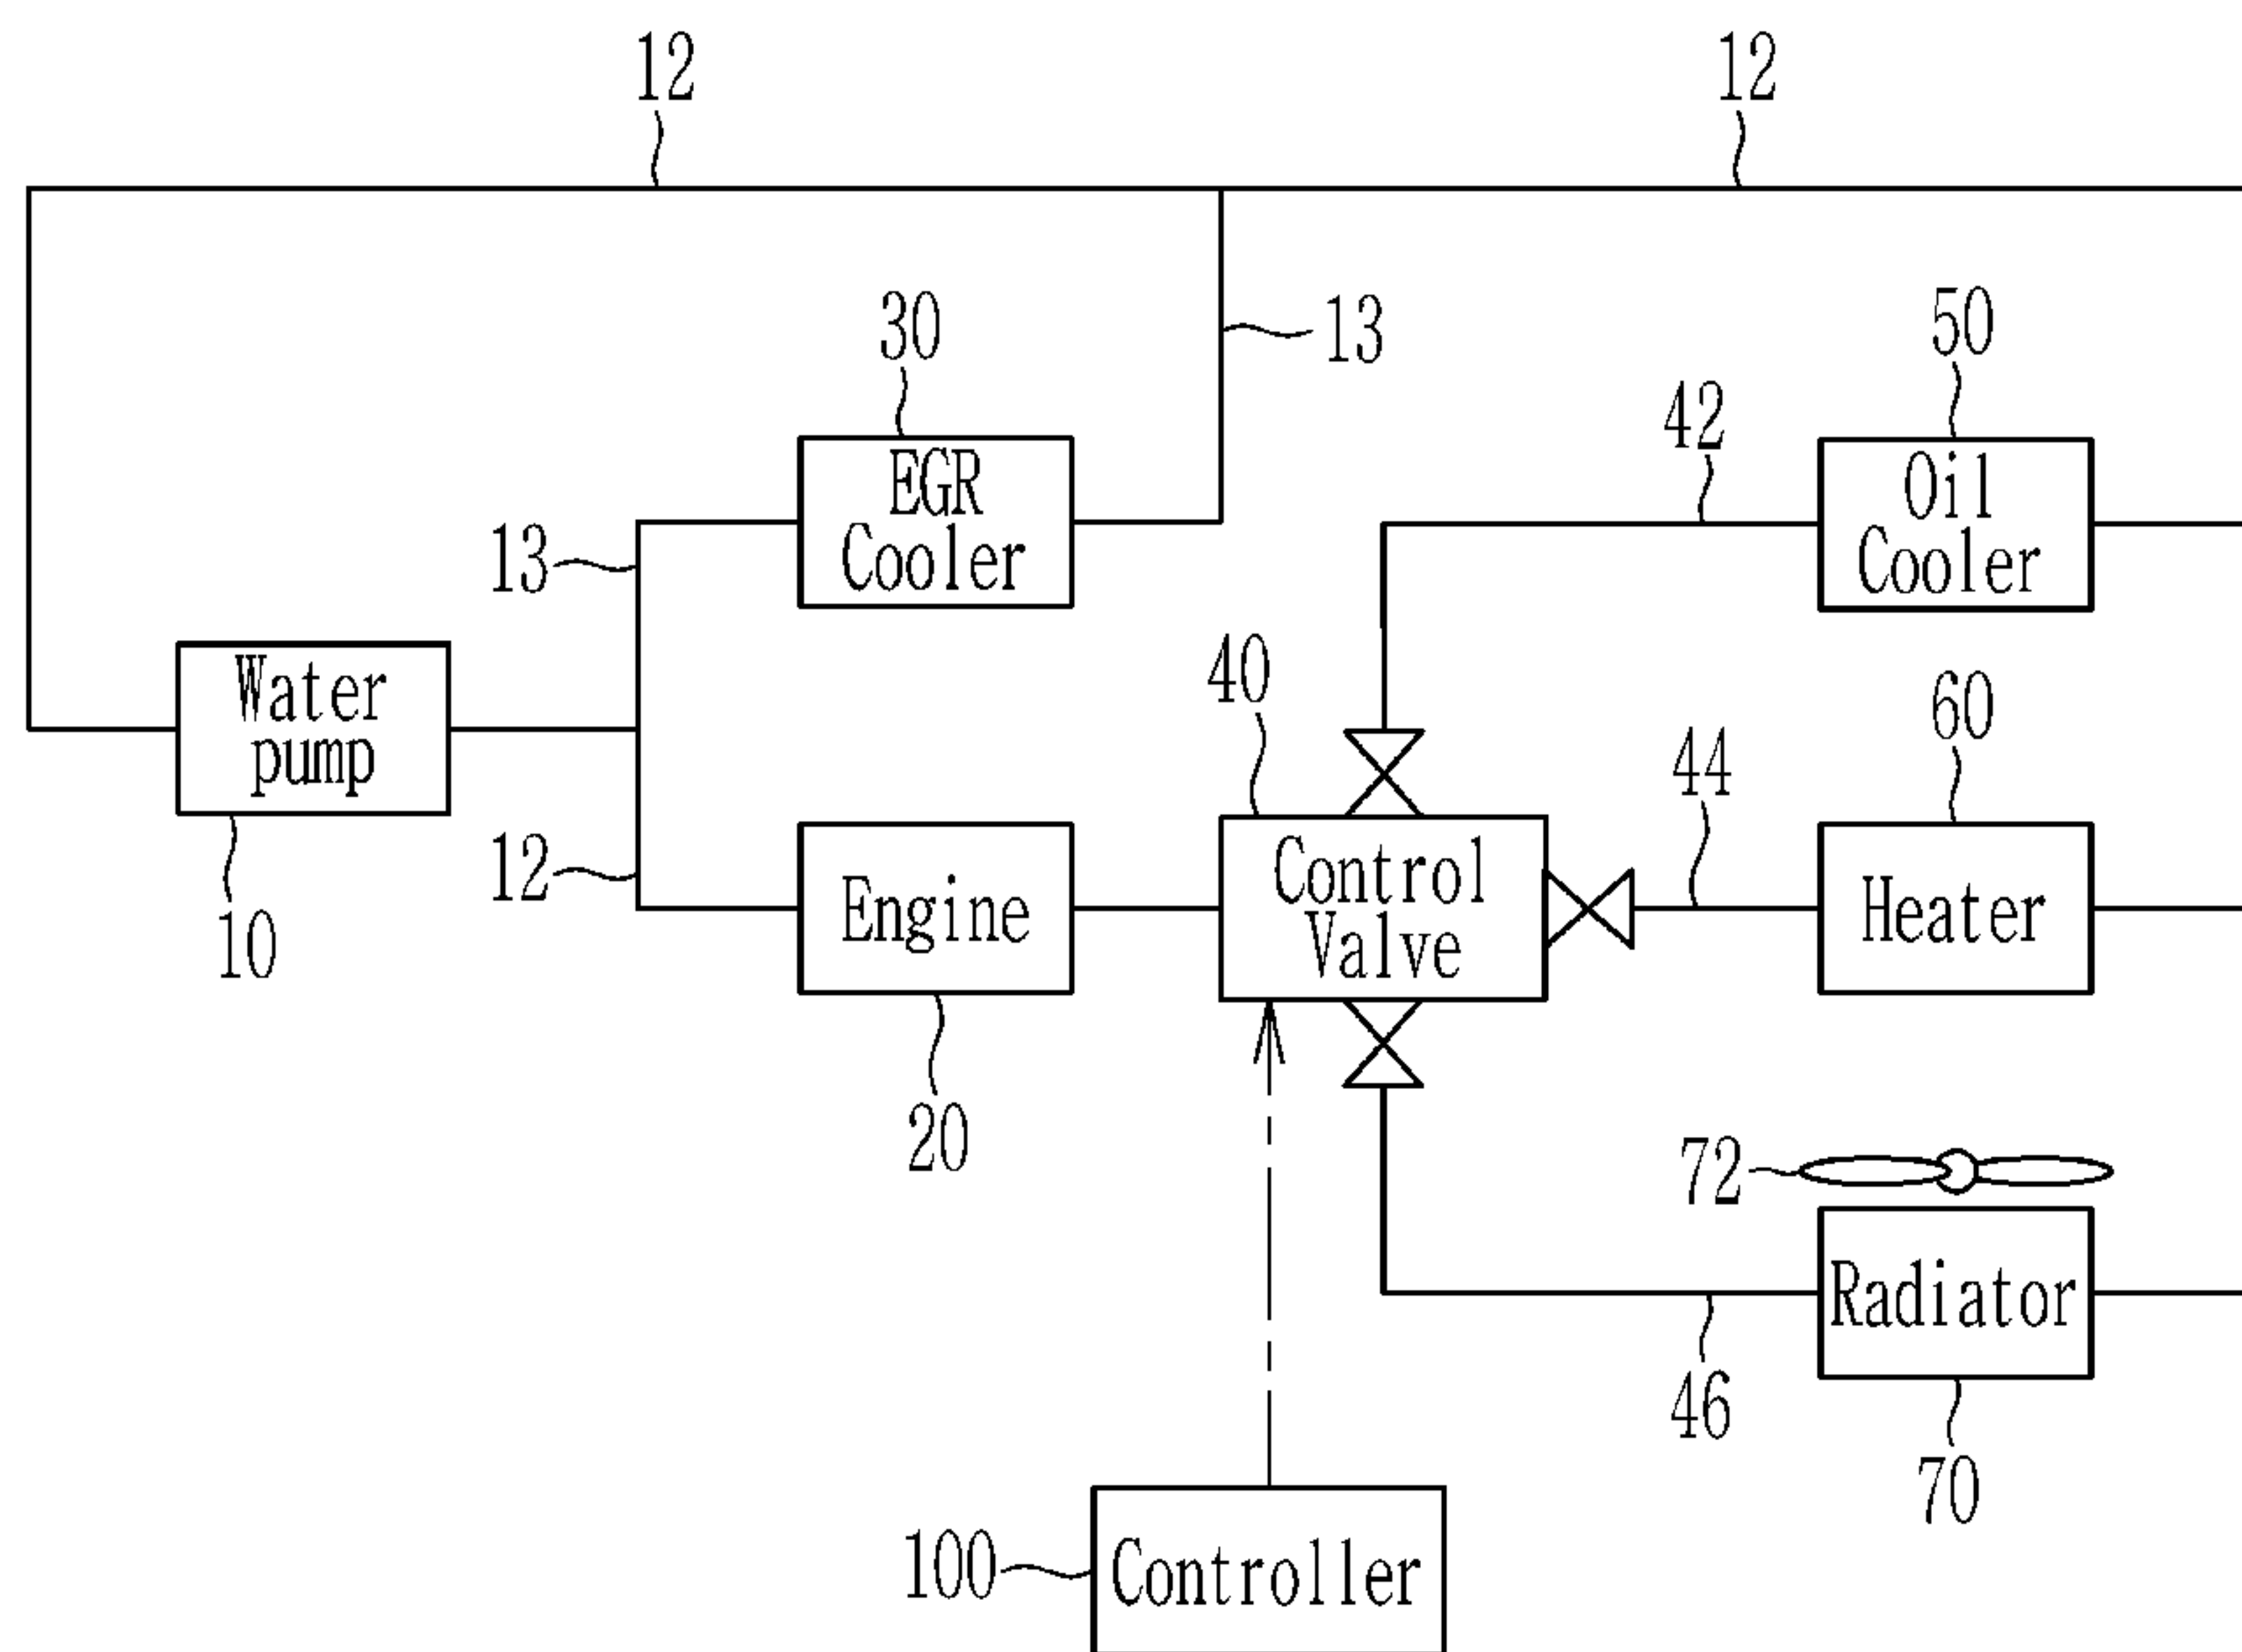 12
12
30
13
50
42
EGR
Cooler
Oil
Cooler
13
40
60
Water
pump
44
12
10
Engine
Control
Valve
Heater
20
72
Radiator
46
70
100
Controller